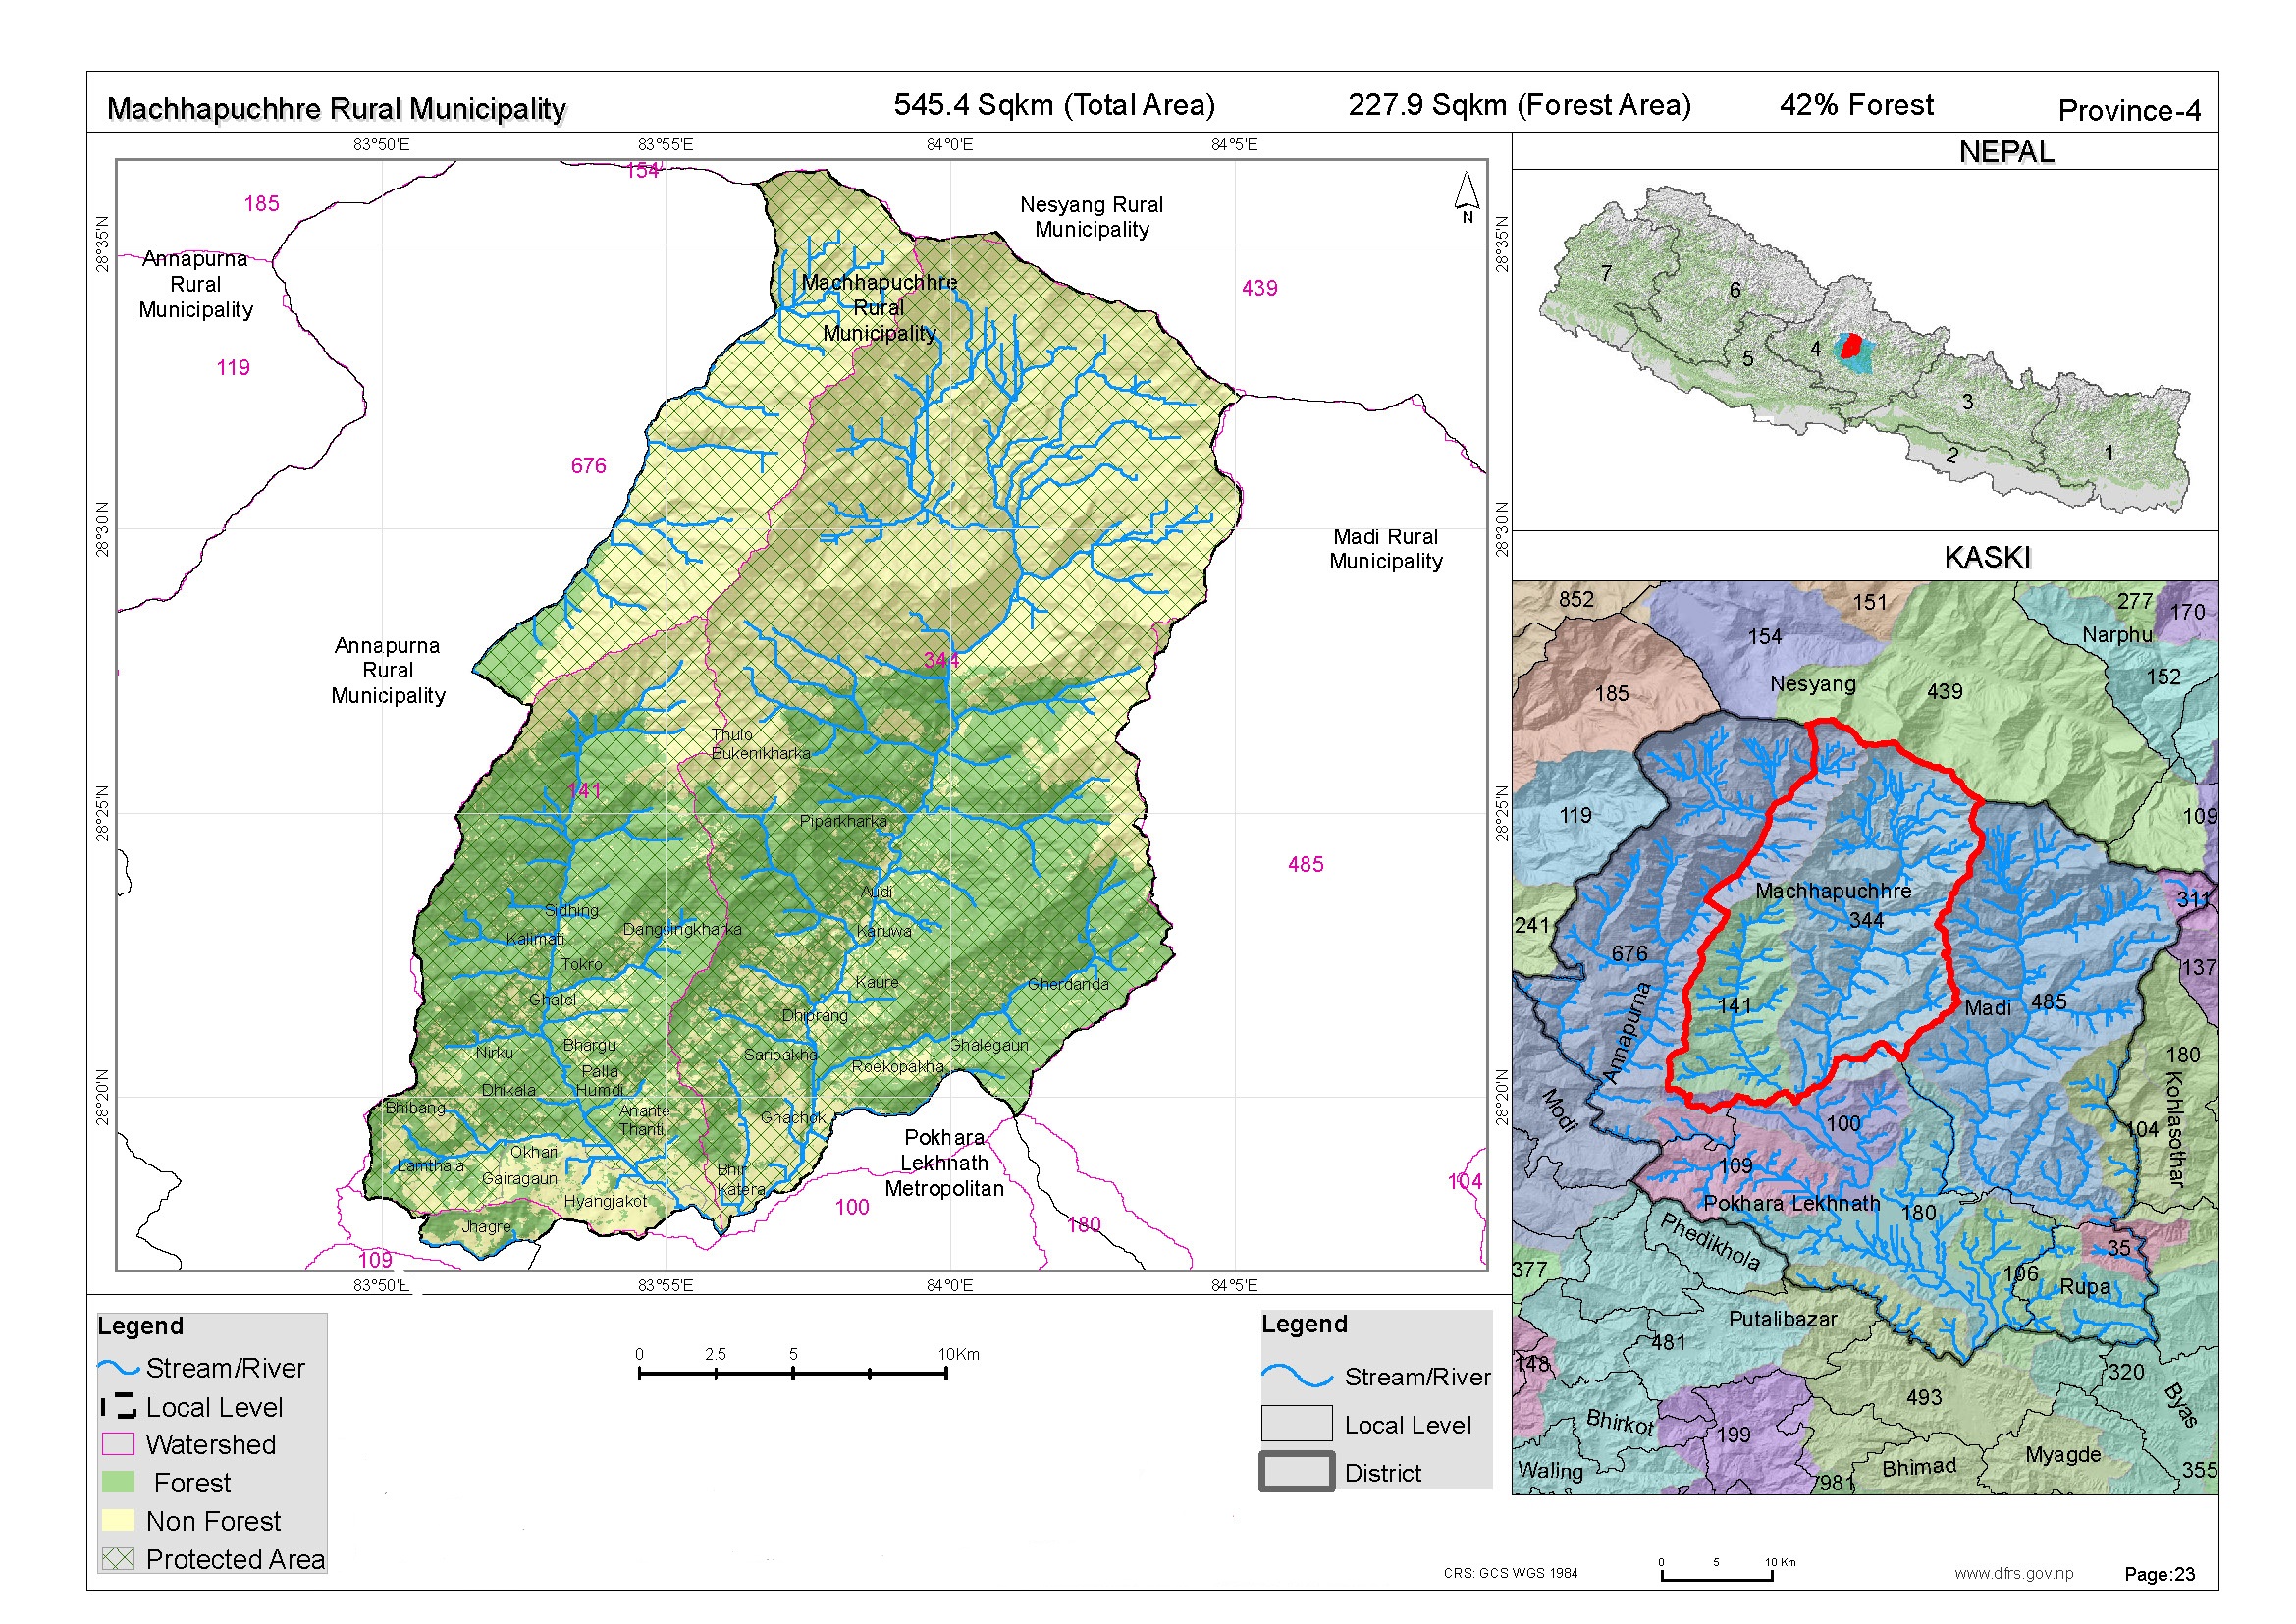 Machhapuchhre Rural Municipality
545.4 Sqkm (Total Area)
227.9 Sqkm (Forest Area)
42% Forest
Province-4
83°50'E
83°55'E
84°0'E
84°5'E
28°35'N
28°30'N
28°25'N
28°20'N
154
185
Annapurna
Rural
Municipality
119
Nesyang Rural
Municipality
N
439
Machhapuchhre
Rural
Municipality
676
Madi Rural
Municipality
Annapurna
Rural
Municipality
344
Thulo
Bukenikharka
141
Piparkharka
485
Audi
Sidhing
Dangsingkharka
Karuwa
Kalimati
Tokro
Kaure
Gherdanda
Ghalel
Dhiprang
Nirku
Bhargu
Saripakha
Ghalegaun
Palla
Humdi
Roekopakha
Dhikala
Bhibang
Anante
Thanti
Ghachok
Okhari
Lamthala
Gairagaun
Bhir
Katera
Hyangjakot
Jhagre
Pokhara
Lekhnath
Metropolitan
104
100
180
109
28°35'N
28°30'N
28°25'N
28°20'N
83°50'E
83°55'E
84°0'E
84°5'E
Legend
Stream/River
Local Level
Watershed
Forest
Non Forest
Protected Area
0 2.5 5 10Km
Legend
Stream/River
Local Level
District
NEPAL
7
6
5
4
3
2
1
KASKI
852
151
277
170
154
Narphu
Nesyang
439
152
185
119
109
Machhapuchhre
344
311
241
676
137
141
Madi
485
Annapurna
180
Modi
Kohlasothar
100
104
109
Pokhara Lekhnath
180
Phedikhola
35
377
106
Rupa
Putalibazar
481
148
320
493
Byas
Bhirkot
199
Myagde
Waling
Bhimad
355
981
CRS: GCS WGS 1984
0 5 10 Km
www.dfrs.gov.np
Page:23